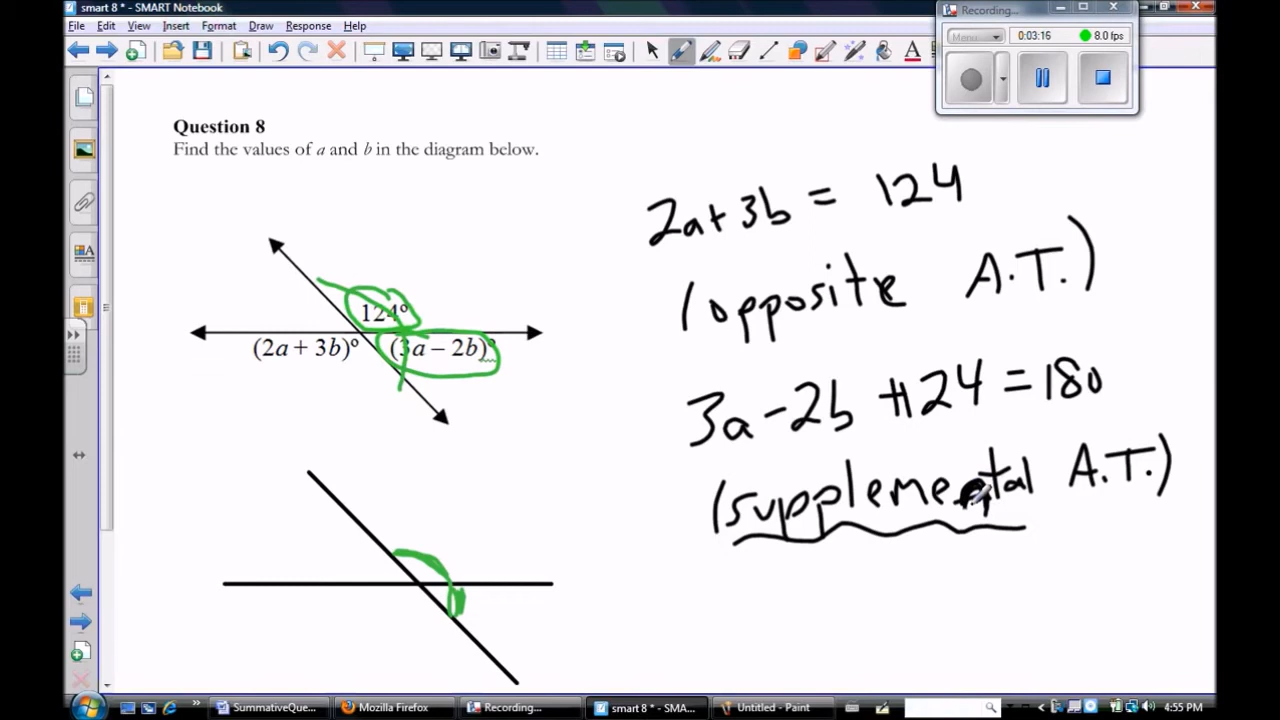 smart 8 * - SMART Notebook
File Edit View Insert Format Draw Response Help
Recording...
Menu
0:03:16
8.0 fps
Question 8
Find the values of a and b in the diagram below.
124°
(2a + 3b)° (3a – 2b)°
2a+3b = 124
(opposite A.T.)
3a-2b +124 =180
(supplemental A.T.)
SummativeQue... Mozilla Firefox Recording... smart 8 * - SMA... Untitled - Paint 4:55 PM